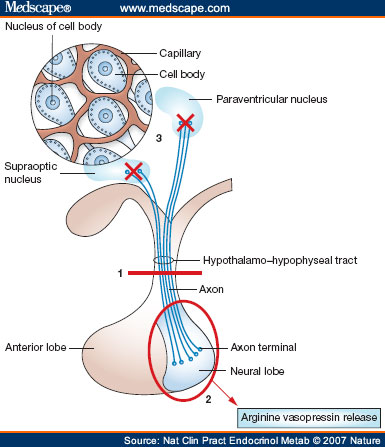 Medscape® www.medscape.com
Nucleus of cell body
Capillary
Cell body
Paraventricular nucleus
3
Supraoptic
nucleus
Hypothalamo–hypophyseal tract
1
Axon
Anterior lobe
Axon terminal
Neural lobe
2
Arginine vasopressin release
Source: Nat Clin Pract Endocrinol Metab © 2007 Nature